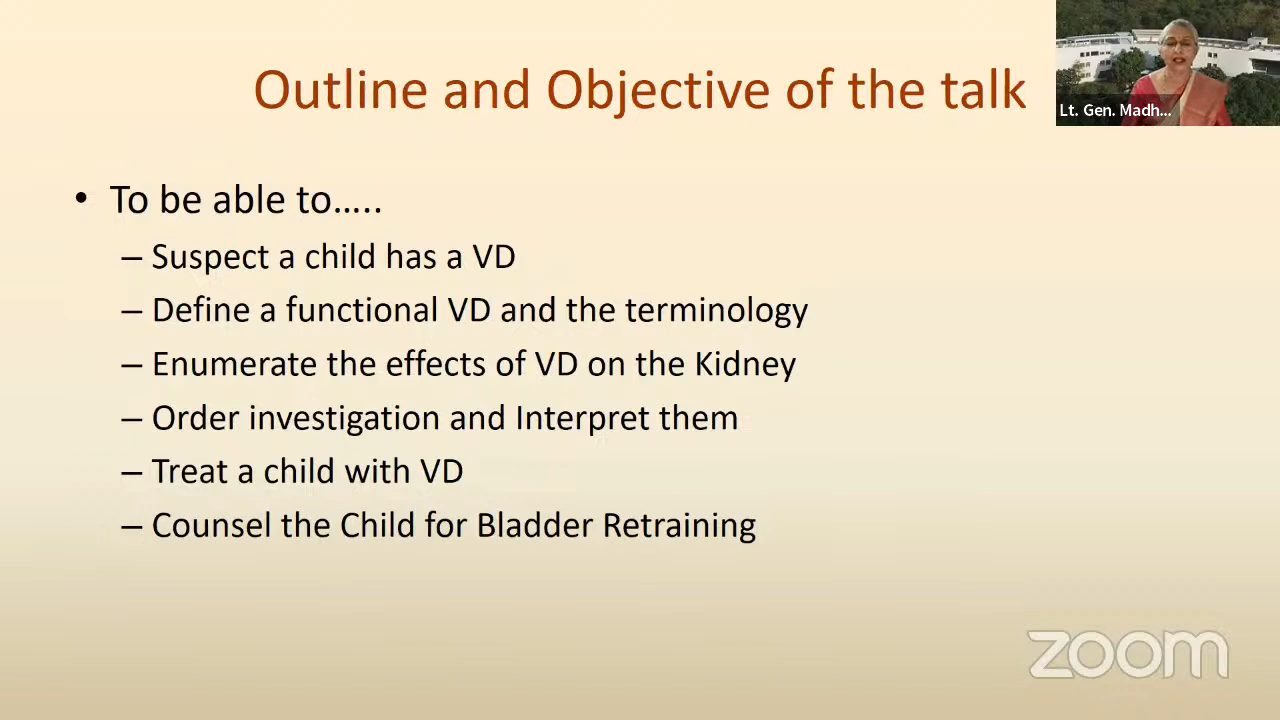 Outline and Objective of the talk
Lt. Gen. Madh...
• To be able to.....
– Suspect a child has a VD
– Define a functional VD and the terminology
– Enumerate the effects of VD on the Kidney
– Order investigation and Interpret them
– Treat a child with VD
– Counsel the Child for Bladder Retraining
zoom